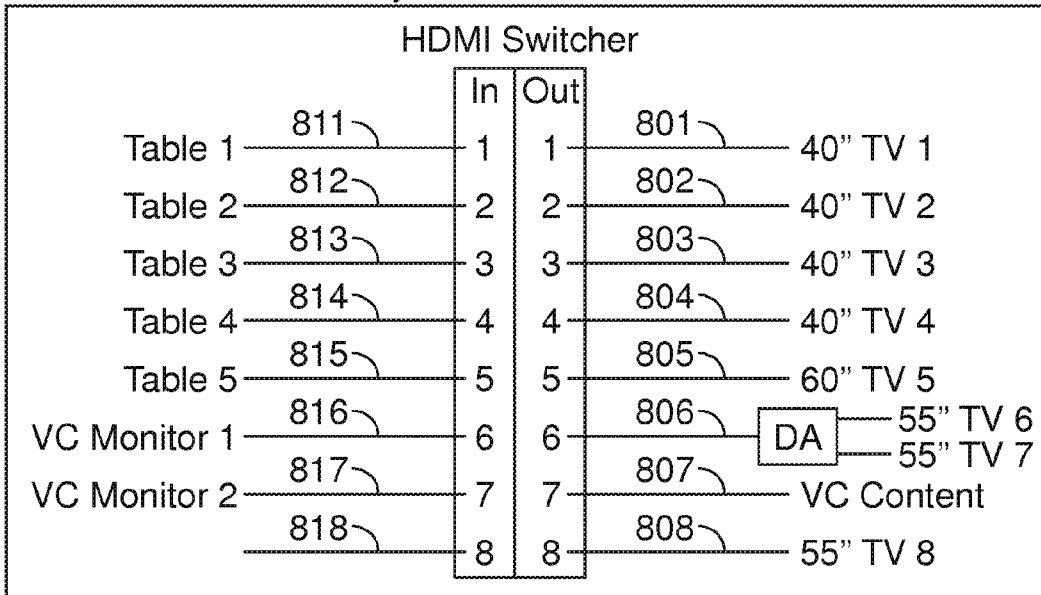 HDMI Switcher
In Out
811 801
Table 1 1 1 40” TV 1
812 802
Table 2 2 2 40” TV 2
813 803
Table 3 3 3 40” TV 3
814 804
Table 4 4 4 40” TV 4
815 805
Table 5 5 5 60” TV 5
816 806 55” TV 6
VC Monitor 1 6 6 DA
55” TV 7
817 807
VC Monitor 2 7 7 VC Content
818 808
8 8 55” TV 8